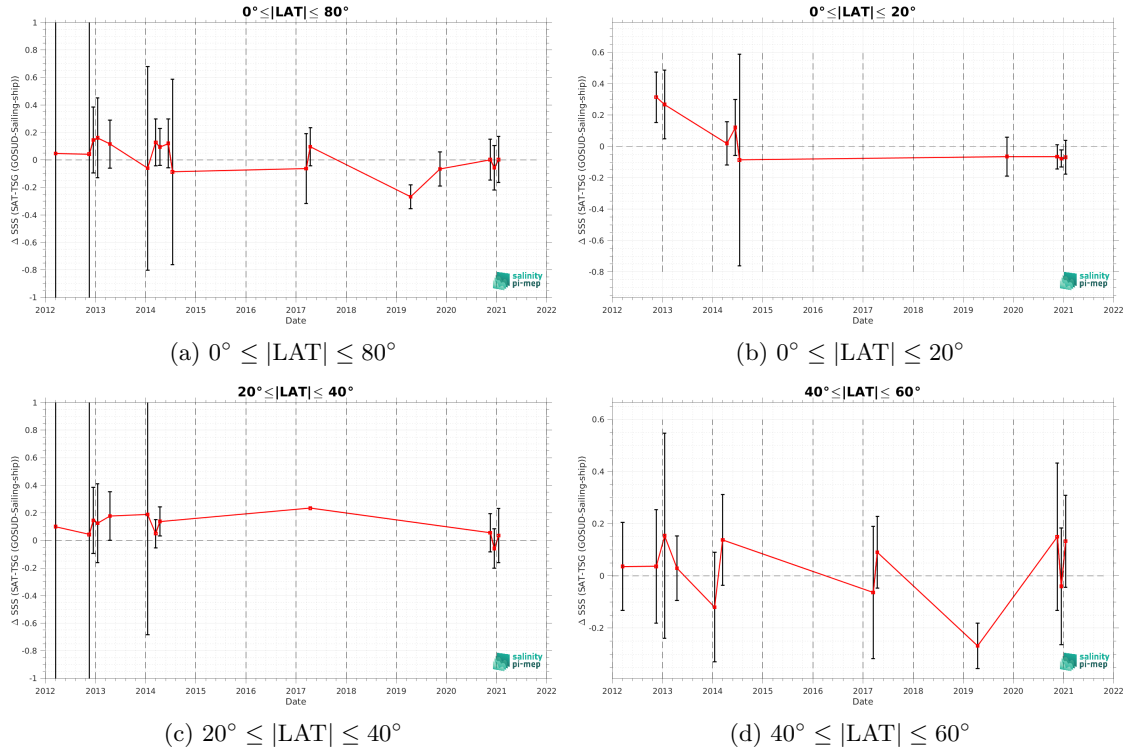 0°≤|LAT|≤ 80°
Δ SSS (SAT-TSG (GOSUD-Sailing-ship))
1
0.8
0.6
0.4
0.2
0
-0.2
-0.4
-0.6
-0.8
-1
2012 2013 2014 2015 2016 2017 2018 2019 2020 2021 2022
Date
salinity
pi-mep
(a) 0° ≤ |LAT| ≤ 80°
0°≤|LAT|≤ 20°
Δ SSS (SAT-TSG (GOSUD-Sailing-ship))
0.6
0.4
0.2
0
-0.2
-0.4
-0.6
-0.8
2012 2013 2014 2015 2016 2017 2018 2019 2020 2021 2022
Date
salinity
pi-mep
(b) 0° ≤ |LAT| ≤ 20°
20°≤|LAT|≤ 40°
Δ SSS (SAT-TSG (GOSUD-Sailing-ship))
1
0.8
0.6
0.4
0.2
0
-0.2
-0.4
-0.6
-0.8
-1
2012 2013 2014 2015 2016 2017 2018 2019 2020 2021 2022
Date
salinity
pi-mep
(c) 20° ≤ |LAT| ≤ 40°
40°≤|LAT|≤ 60°
Δ SSS (SAT-TSG (GOSUD-Sailing-ship))
0.6
0.4
0.2
0
-0.2
2012 2013 2014 2015 2016 2017 2018 2019 2020 2021 2022
Date
salinity
pi-mep
(d) 40° ≤ |LAT| ≤ 60°